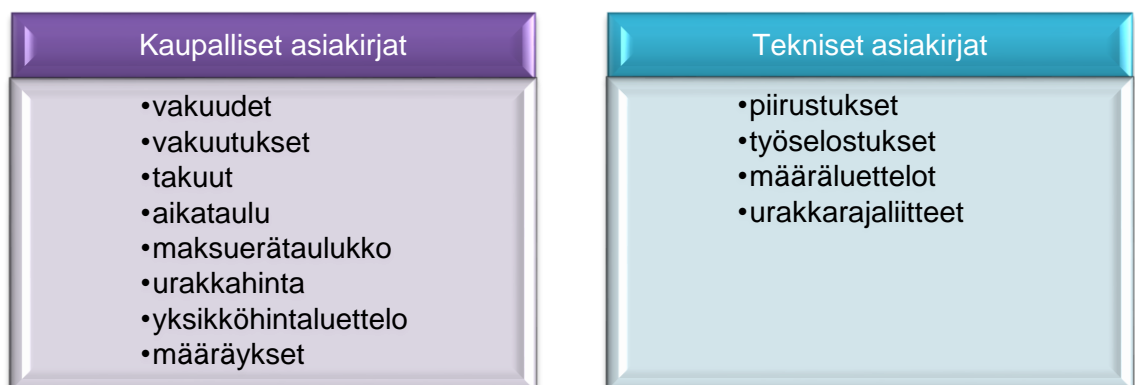 Kaupalliset asiakirjat
•vakuudet
•vakuutukset
•takuut
•aikataulu
•maksuerätaulukko
•urakkahinta
•yksikköhintaluettelo
•määräykset
Tekniset asiakirjat
•piirustukset
•työselostukset
•määräluettelot
•urakkarajaliitteet